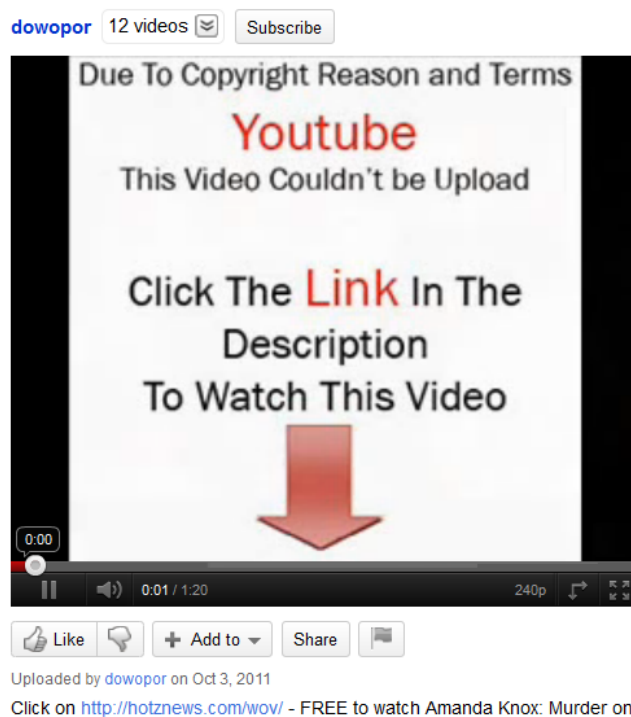 dowopor 12 videos Subscribe
Due To Copyright Reason and Terms
Youtube
This Video Couldn't be Upload
Click The Link In The
Description
To Watch This Video
0:00
0:01 / 1:20 240p
Like Add to Share
Uploaded by dowopor on Oct 3, 2011
Click on http://hotznews.com/wov/ - FREE to watch Amanda Knox: Murder on